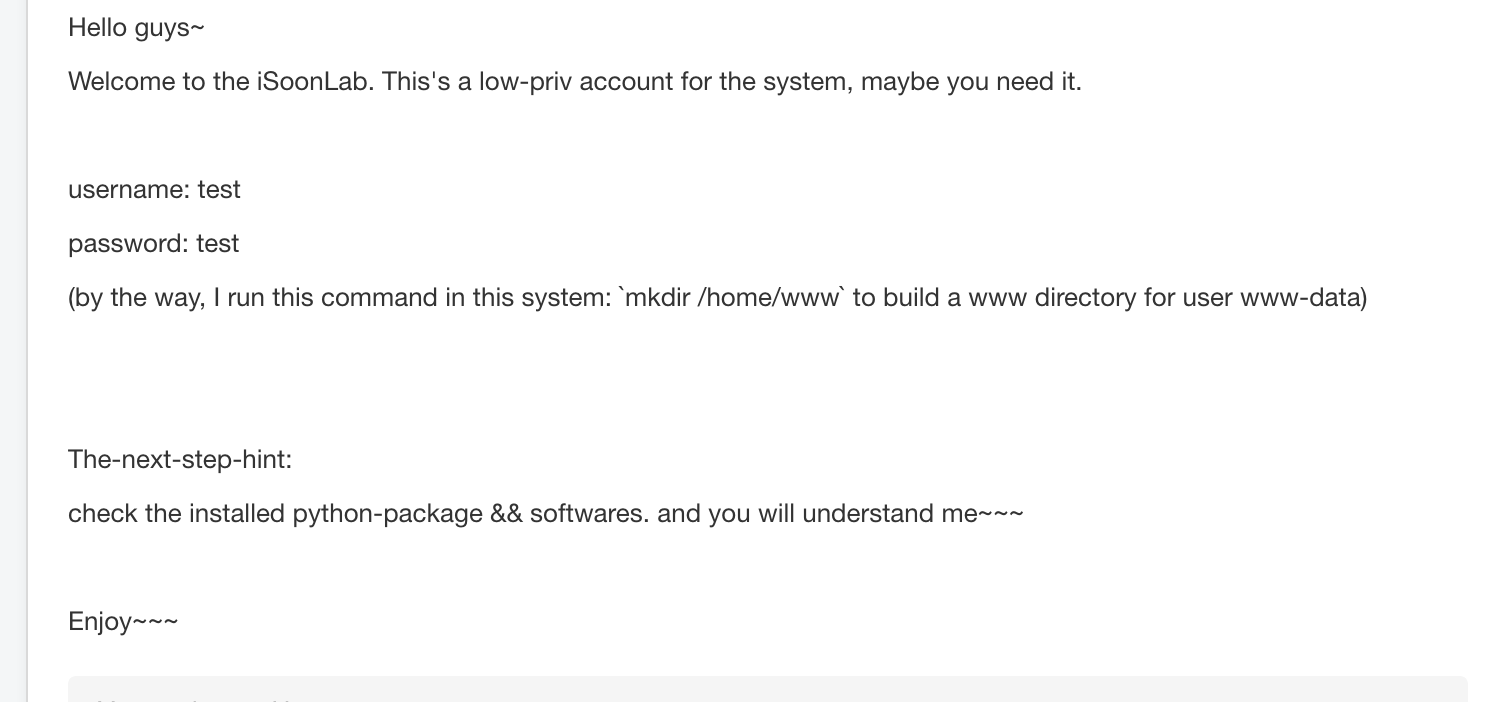 Hello guys~
Welcome to the iSoonLab. This's a low-priv account for the system, maybe you need it.
username: test
password: test
(by the way, I run this command in this system: `mkdir /home/www` to build a www directory for user www-data)
The-next-step-hint:
check the installed python-package && softwares. and you will understand me~~~
Enjoy~~~